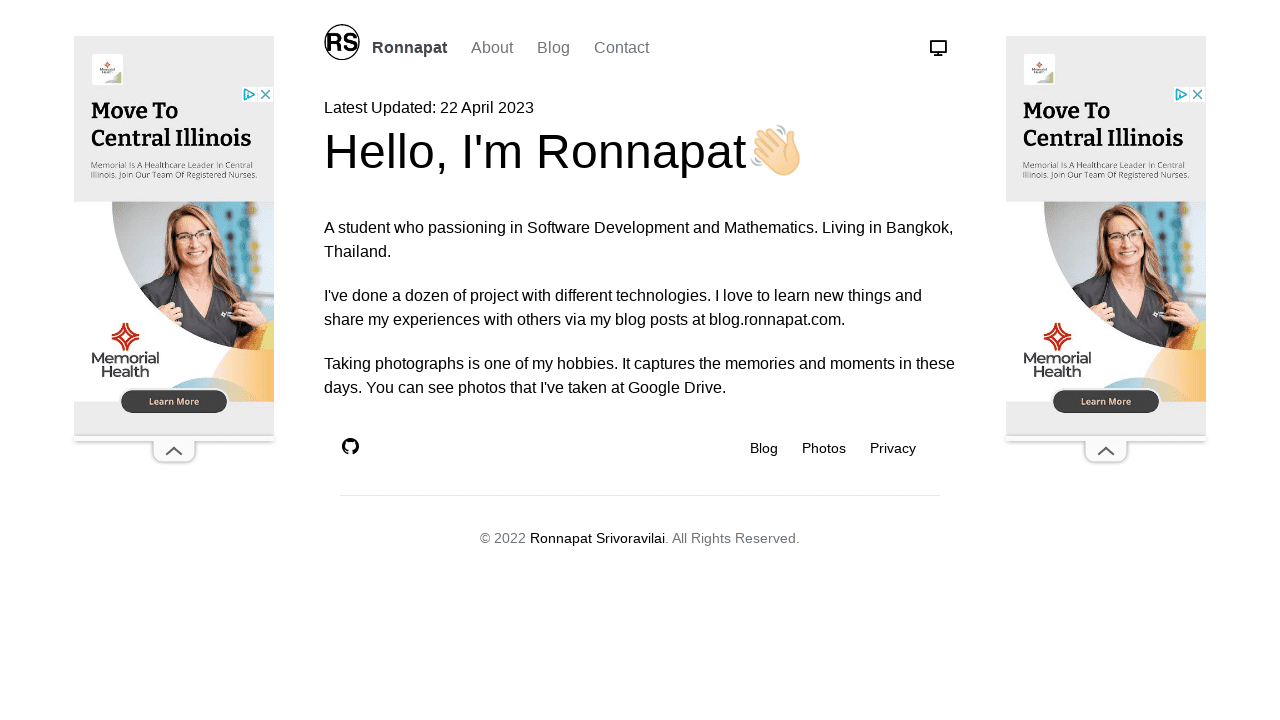 RS
Ronnapat
About
Blog
Contact
Latest Updated: 22 April 2023
Hello, I'm Ronnapat👋🏻
A student who passioning in Software Development and Mathematics. Living in Bangkok,
Thailand.
I've done a dozen of project with different technologies. I love to learn new things and
share my experiences with others via my blog posts at blog.ronnapat.com.
Taking photographs is one of my hobbies. It captures the memories and moments in these
days. You can see photos that I've taken at Google Drive.
Blog
Photos
Privacy
© 2022 Ronnapat Srivoravilai. All Rights Reserved.
Move To
Central Illinois
Memorial Is A Healthcare Leader In Central
Illinois. Join Our Team Of Registered Nurses.
Memorial
Health
Learn More
Move To
Central Illinois
Memorial Is A Healthcare Leader In Central
Illinois. Join Our Team Of Registered Nurses.
Memorial
Health
Learn More